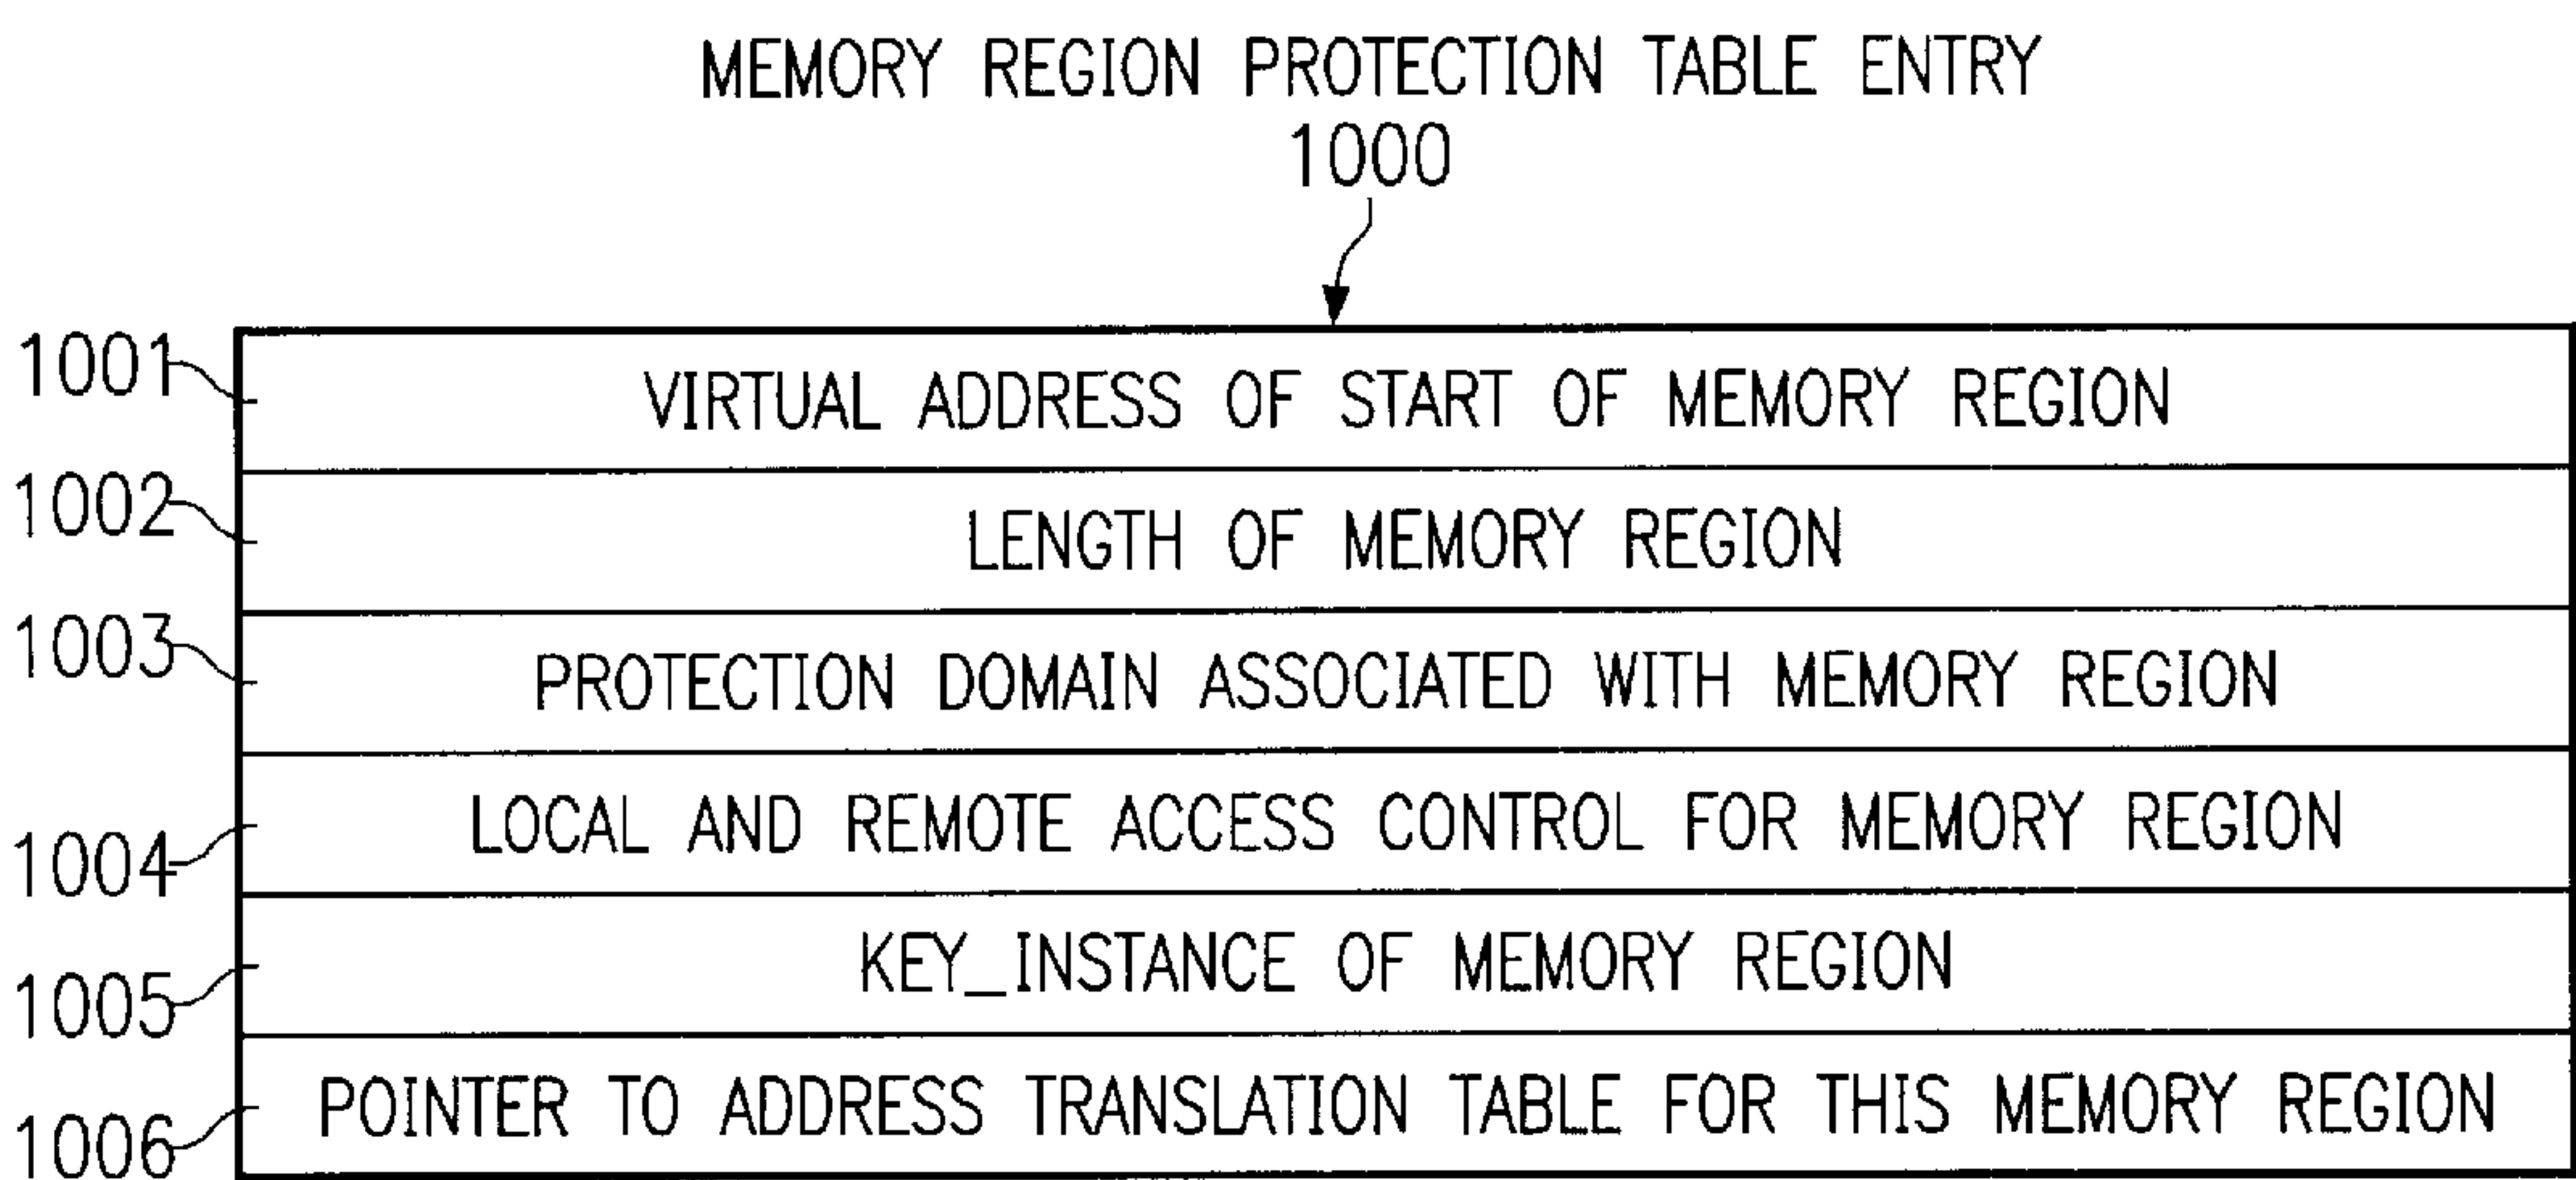 MEMORY REGION PROTECTION TABLE ENTRY
1000
1001 VIRTUAL ADDRESS OF START OF MEMORY REGION
1002 LENGTH OF MEMORY REGION
1003 PROTECTION DOMAIN ASSOCIATED WITH MEMORY REGION
1004 LOCAL AND REMOTE ACCESS CONTROL FOR MEMORY REGION
1005 KEY_INSTANCE OF MEMORY REGION
1006 POINTER TO ADDRESS TRANSLATION TABLE FOR THIS MEMORY REGION